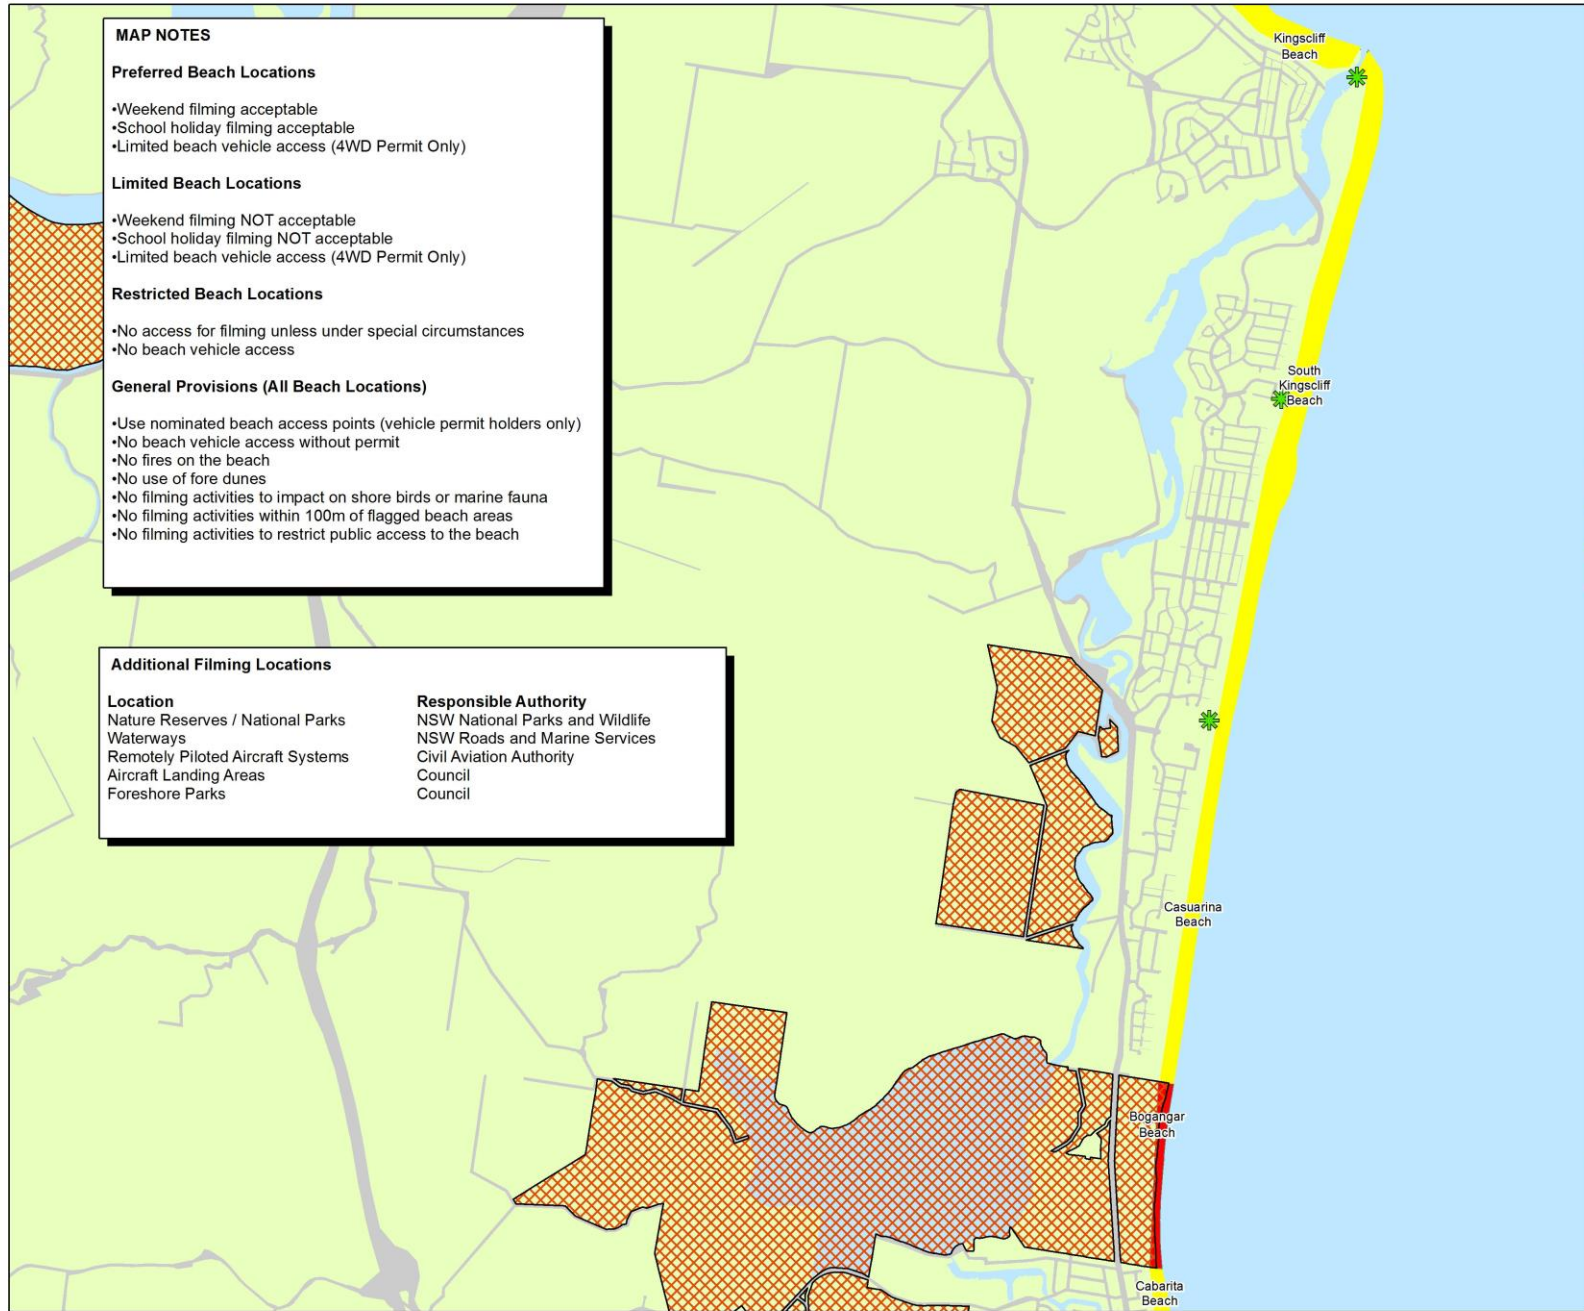 MAP NOTES
Preferred Beach Locations
•Weekend filming acceptable
•School holiday filming acceptable
•Limited beach vehicle access (4WD Permit Only)
Limited Beach Locations
•Weekend filming NOT acceptable
•School holiday filming NOT acceptable
•Limited beach vehicle access (4WD Permit Only)
Restricted Beach Locations
•No access for filming unless under special circumstances
•No beach vehicle access
General Provisions (All Beach Locations)
•Use nominated beach access points (vehicle permit holders only)
•No beach vehicle access without permit
•No fires on the beach
•No use of fore dunes
•No filming activities to impact on shore birds or marine fauna
•No filming activities within 100m of flagged beach areas
•No filming activities to restrict public access to the beach
Additional Filming Locations
Location Responsible Authority
Nature Reserves / National Parks NSW National Parks and Wildlife
Waterways NSW Roads and Marine Services
Remotely Piloted Aircraft Systems Civil Aviation Authority
Aircraft Landing Areas Council
Foreshore Parks Council
Kingscliff
Beach
South
Kingscliff
Beach
Casuarina
Beach
Bogangar
Beach
Cabarita
Beach